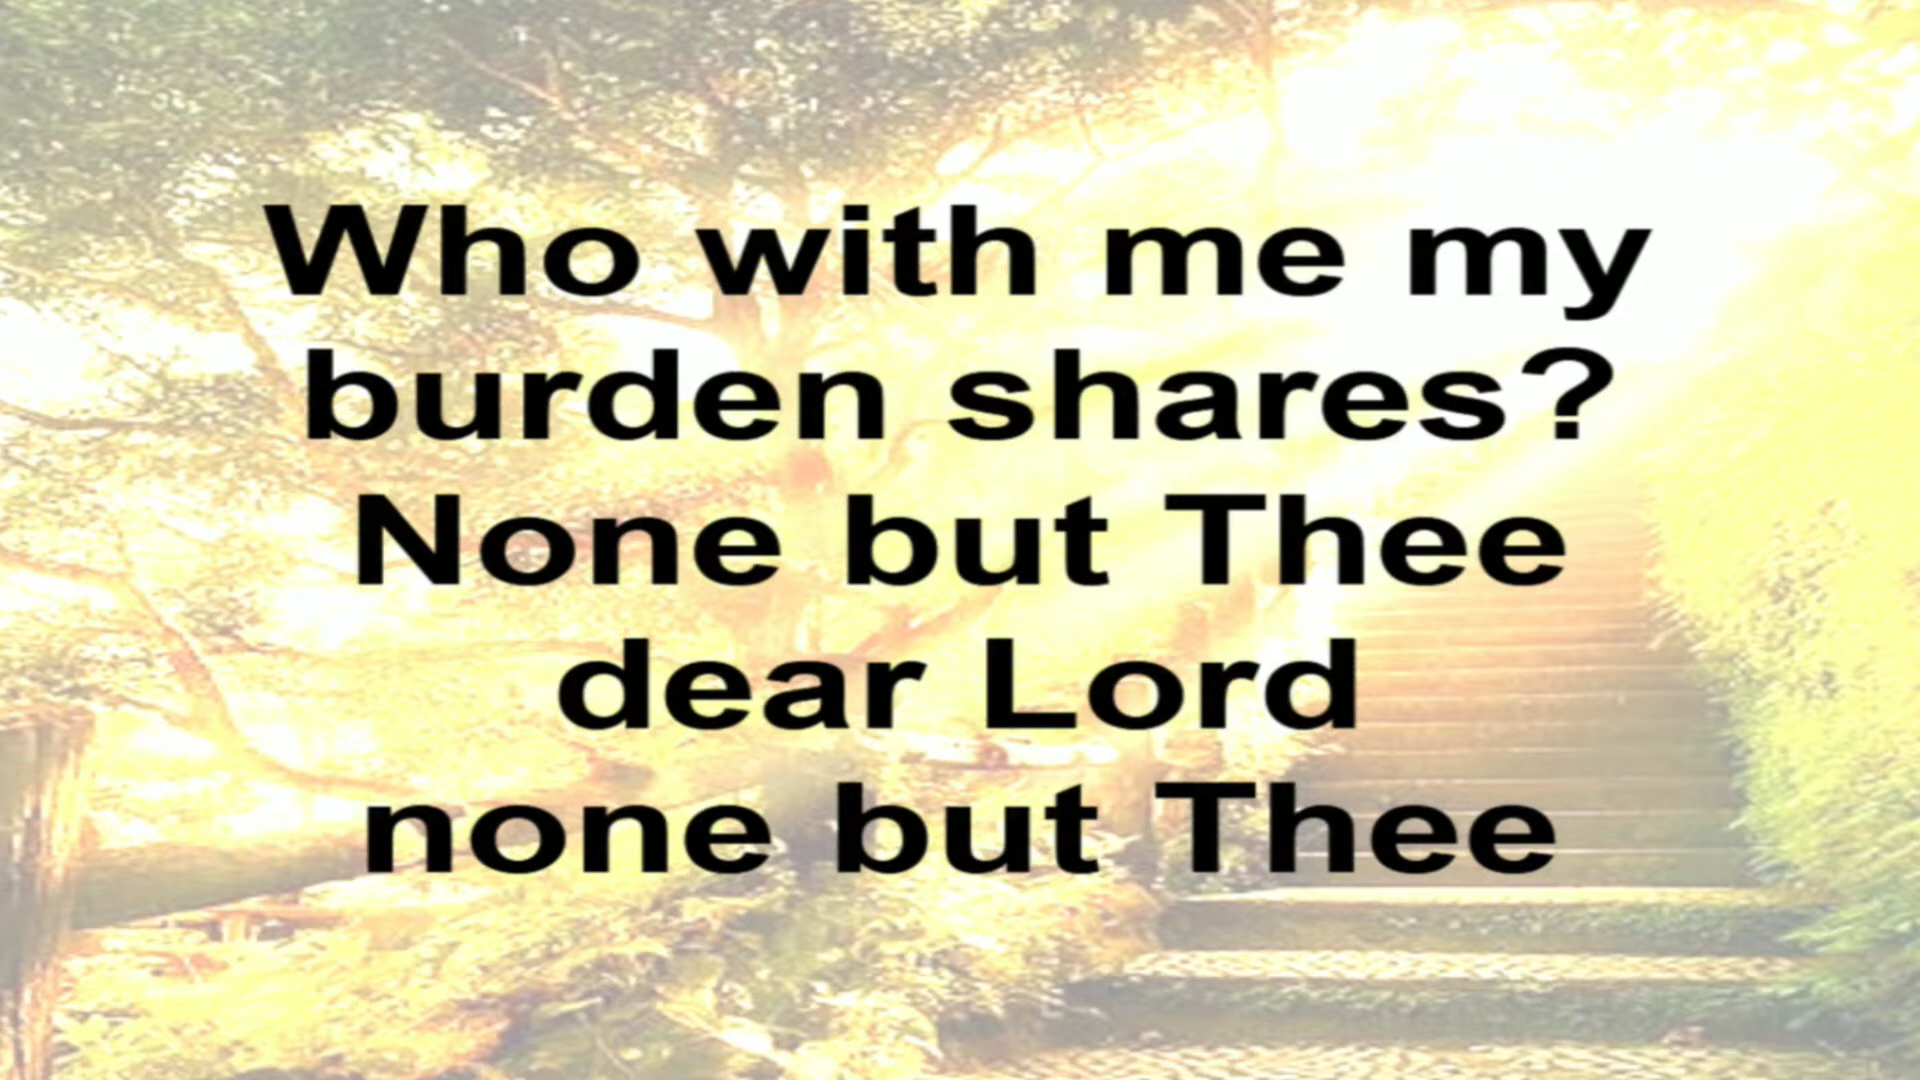 Who with me my
burden shares?
None but Thee
dear Lord
none but Thee